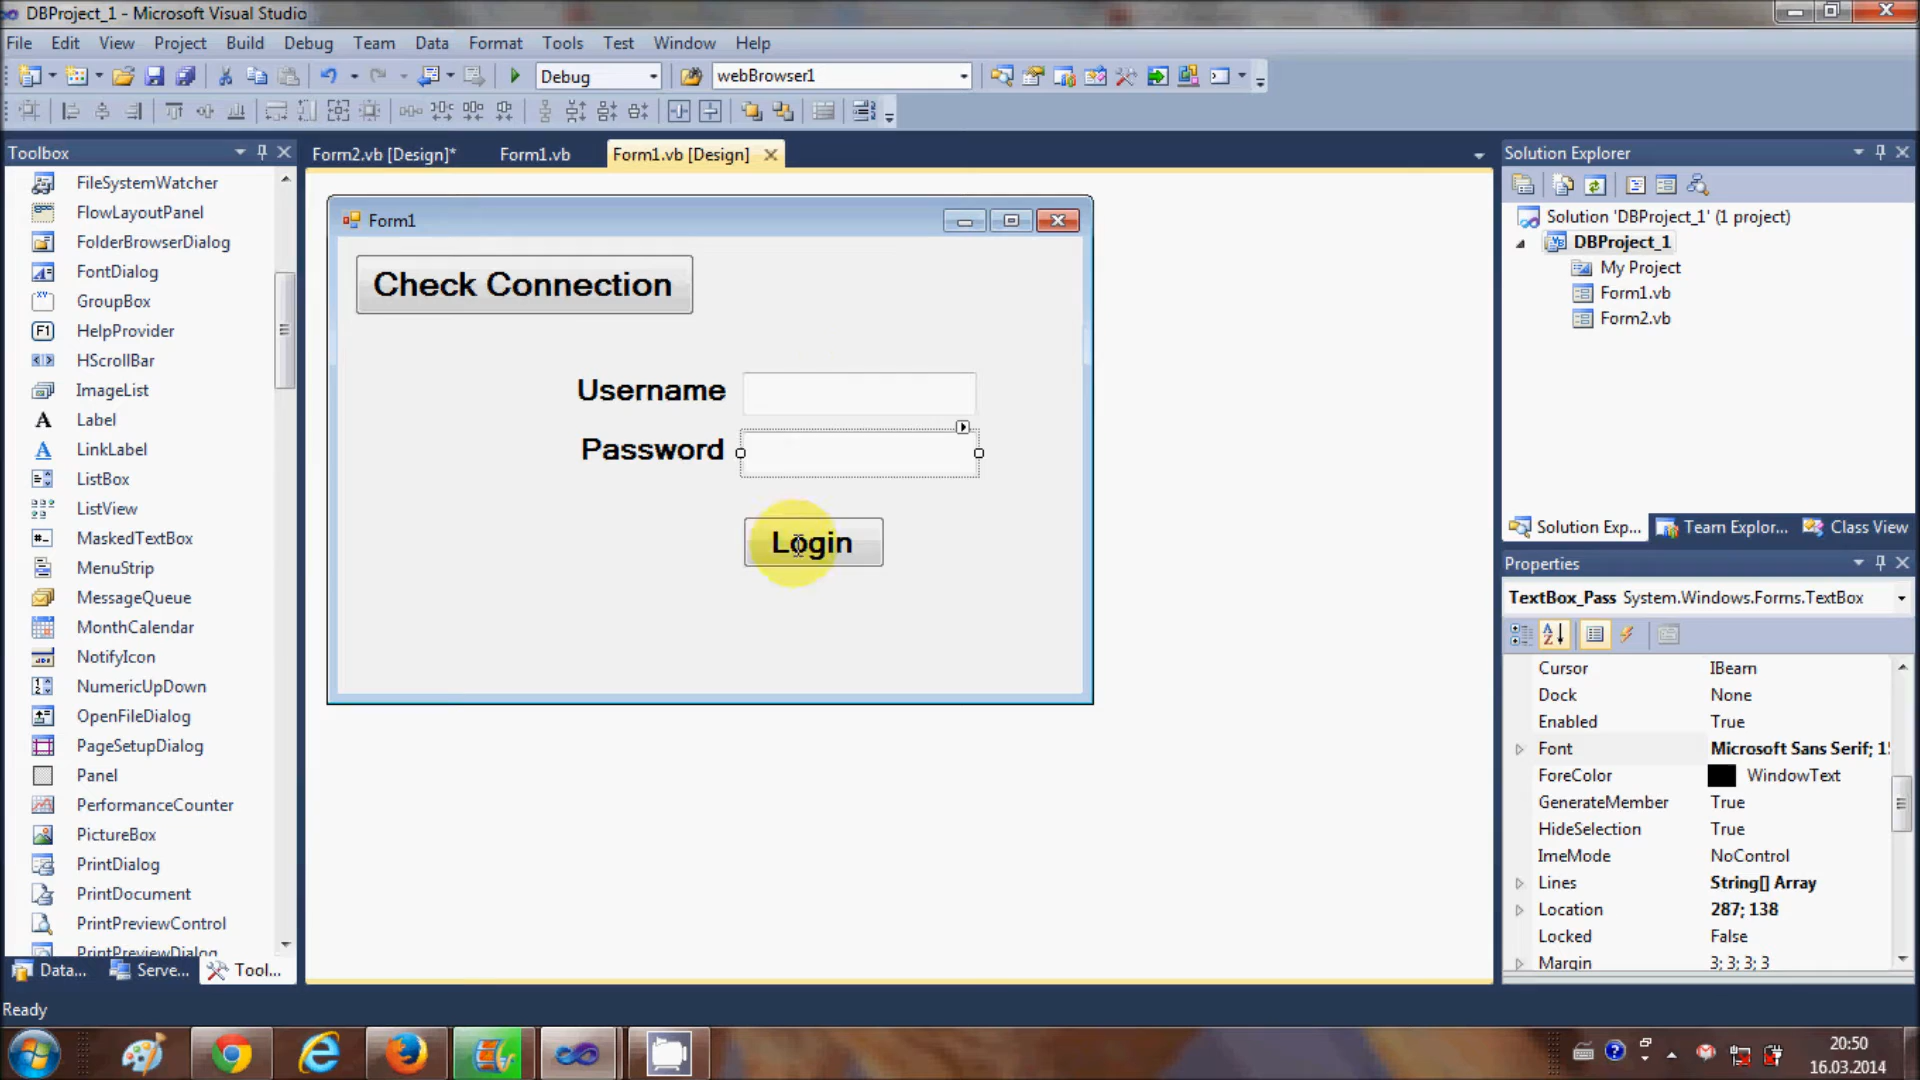 DBProject_1 - Microsoft Visual Studio
File Edit View Project Build Debug Team Data Format Tools Test Window Help
Debug webBrowser1
Toolbox
FileSystemWatcher
FlowLayoutPanel
FolderBrowserDialog
FontDialog
GroupBox
HelpProvider
HScrollBar
ImageList
Label
LinkLabel
ListBox
ListView
MaskedTextBox
MenuStrip
MessageQueue
MonthCalendar
NotifyIcon
NumericUpDown
OpenFileDialog
PageSetupDialog
Panel
PerformanceCounter
PictureBox
PrintDialog
PrintDocument
PrintPreviewControl
PrintPreviewDialog
Data... Serve... Tool...
Form2.vb [Design]* Form1.vb Form1.vb [Design]
Form1
Check Connection
Username
Password
Login
Solution Explorer
Solution 'DBProject_1' (1 project)
DBProject_1
My Project
Form1.vb
Form2.vb
Solution Exp... Team Explor... Class View
Properties
TextBox_Pass System.Windows.Forms.TextBox
Cursor IBeam
Dock None
Enabled True
Font Microsoft Sans Serif; 1
ForeColor WindowText
GenerateMember True
HideSelection True
ImeMode NoControl
Lines String[] Array
Location 287; 138
Locked False
Margin 3; 3; 3; 3
Ready
20:50
16.03.2014